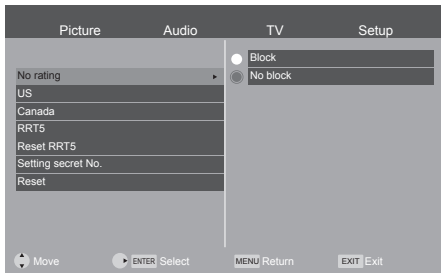 Picture Audio TV Setup
Block
No rating
No block
US
Canada
RRT5
Reset RRT5
Setting secret No.
Reset
Move ENTER Select MENU Return EXIT Exit